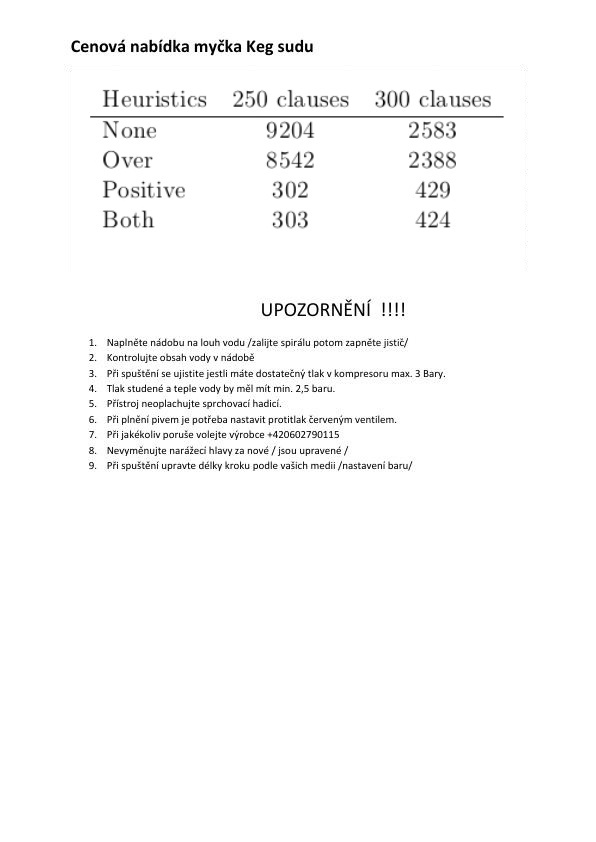 Cenová nabídka myčka Keg sudu
Heuristics 250 clauses 300 clauses
None 9204 2583
Over 8542 2388
Positive 302 429
Both 303 424
UPOZORNĚNÍ !!!!
1. Naplněte nádobu na louh vodu /zalijte spirálu potom zapněte jistič/
2. Kontrolujte obsah vody v nádobě
3. Při spuštění se ujistite jestli máte dostatečný tlak v kompresoru max. 3 Bary.
4. Tlak studené a teple vody by měl mít min. 2,5 baru.
5. Přístroj neoplachujte sprchovací hadicí.
6. Při plnění pivem je potřeba nastavit protitlak červeným ventilem.
7. Při jakékoliv poruše volejte výrobce +420602790115
8. Nevyměnujte narážecí hlavy za nové / jsou upravené /
9. Při spuštění upravte délky kroku podle vašich medii /nastavení baru/